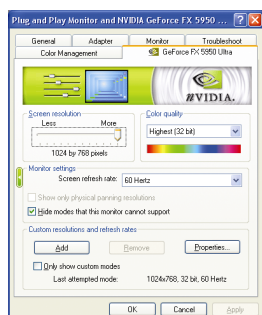 Plug and Play Monitor and NVIDIA GeForce FX 5950 ...
General
Adapter
Monitor
Troubleshoot
Color Management
GeForce FX 5950 Ultra
NVIDIA.
Screen resolution
Less
More
1024 by 768 pixels
Color quality
Highest (32 bit)
Monitor settings
Screen refresh rate:
60 Hertz
Show only physical panning resolutions
Hide modes that this monitor cannot support
Custom resolutions and refresh rates
Add
Remove
Properties...
Only show custom modes
Last attempted mode:
1024x768, 32 bit, 60 Hertz
OK
Cancel
Apply